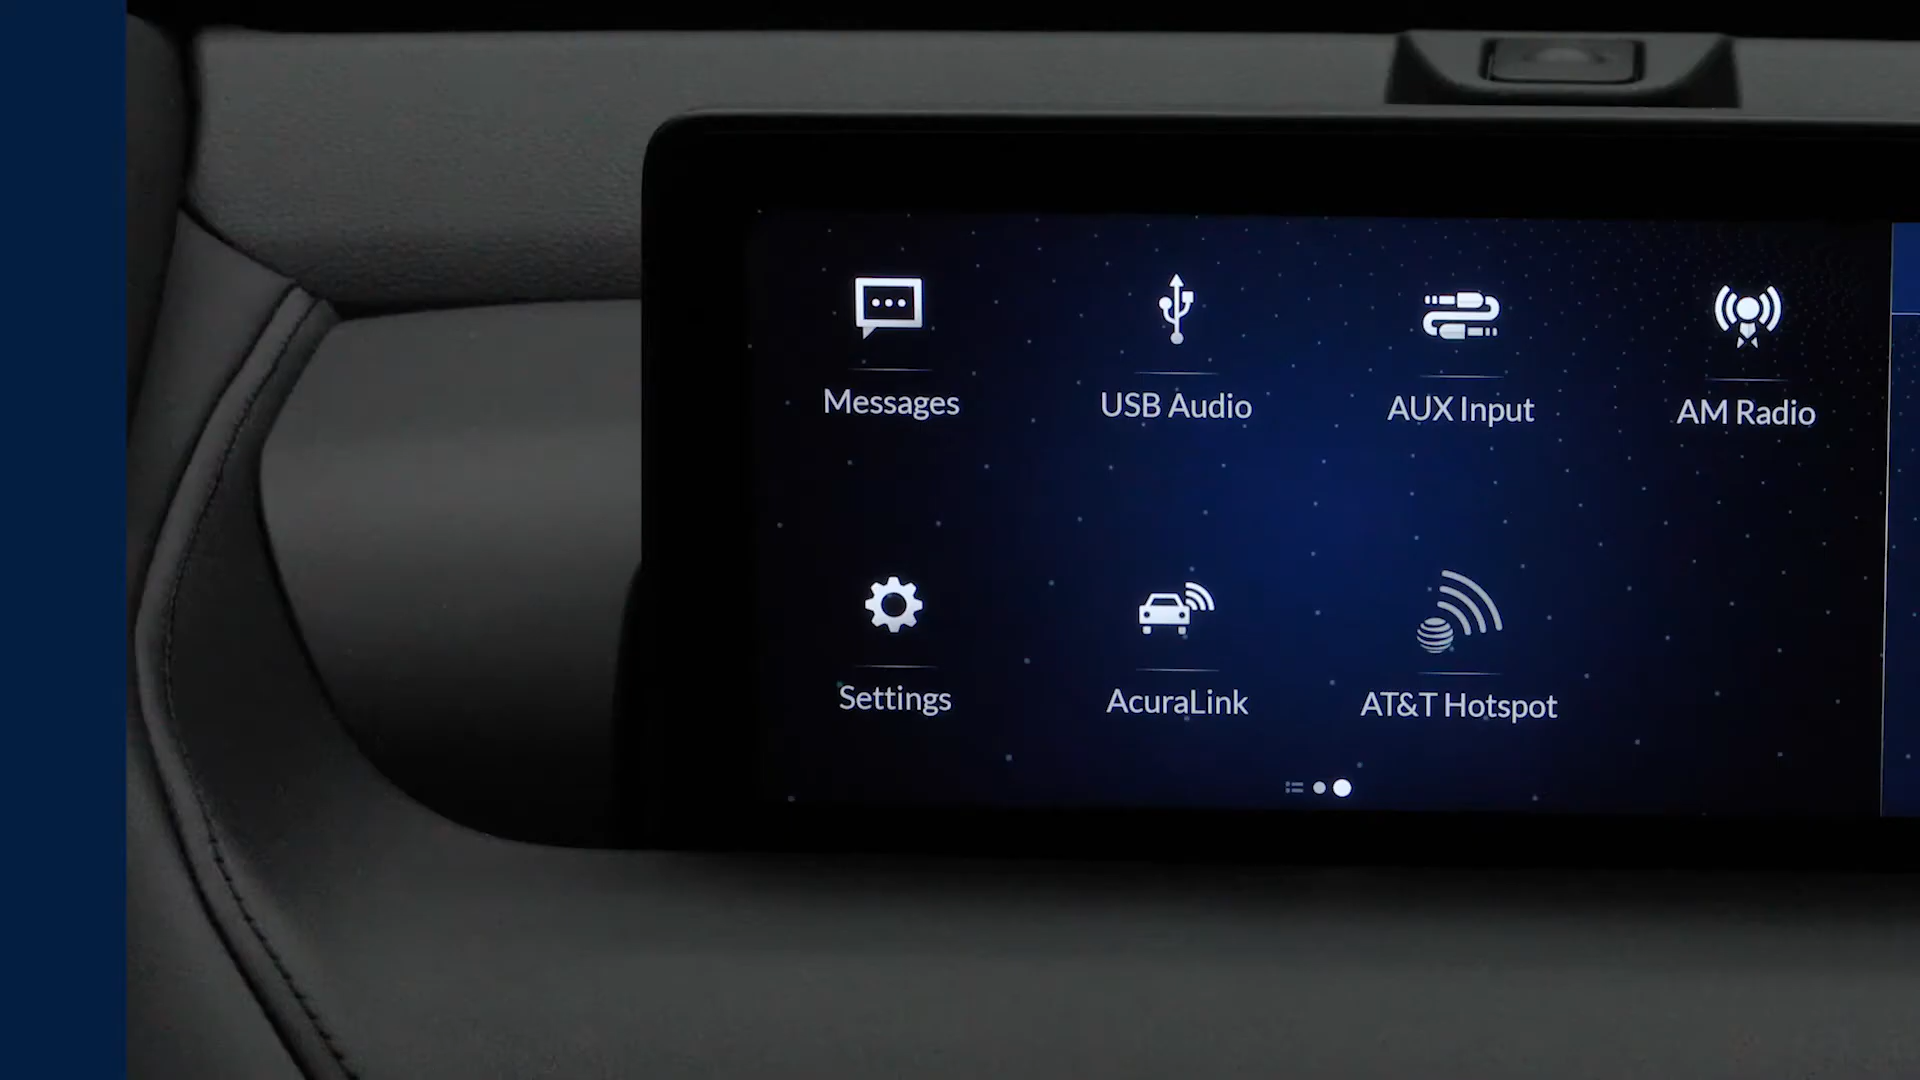 Messages
USB Audio
AUX Input
AM Radio
Settings
AcuraLink
AT&T Hotspot